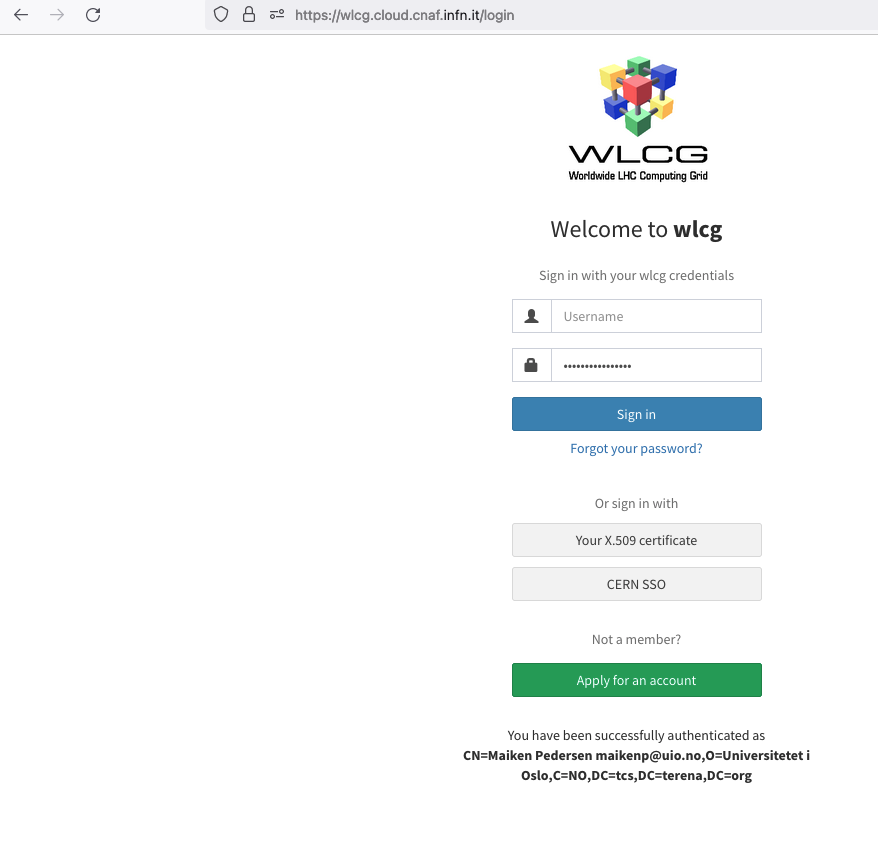 https://wlcg.cloud.cnaf.infn.it/login
WLCG
Worldwide LHC Computing Grid
Welcome to wlcg
Sign in with your wlcg credentials
Username
••••••••••••••••
Sign in
Forgot your password?
Or sign in with
Your X.509 certificate
CERN SSO
Not a member?
Apply for an account
You have been successfully authenticated as
CN=Maiken Pedersen maikenp@uio.no,O=Universitetet i
Oslo,C=NO,DC=tcs,DC=terena,DC=org